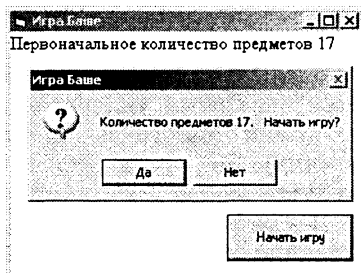 Игра Баше
Первоначальное количество предметов 17
Игра Баше
Количество предметов 17. Начать игру?
Да
Нет
Начать игру